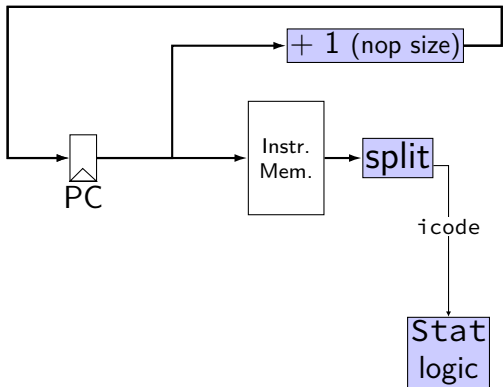 + 1 (nop size)
Instr.
Mem.
split
PC
icode
Stat
logic